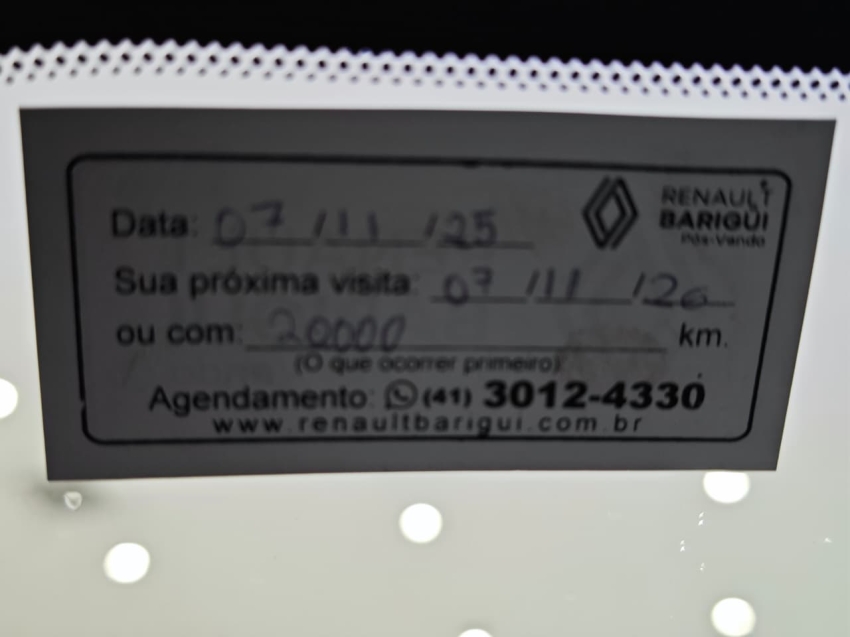 RENAULT
BARIGÜI
Pós-Venda
Data: 07/11/25
Sua próxima visita: 07/11/26
ou com: 20000 km.
(O que ocorrer primeiro)
Agendamento: (41) 3012-4330
www.renaultbarigui.com.br